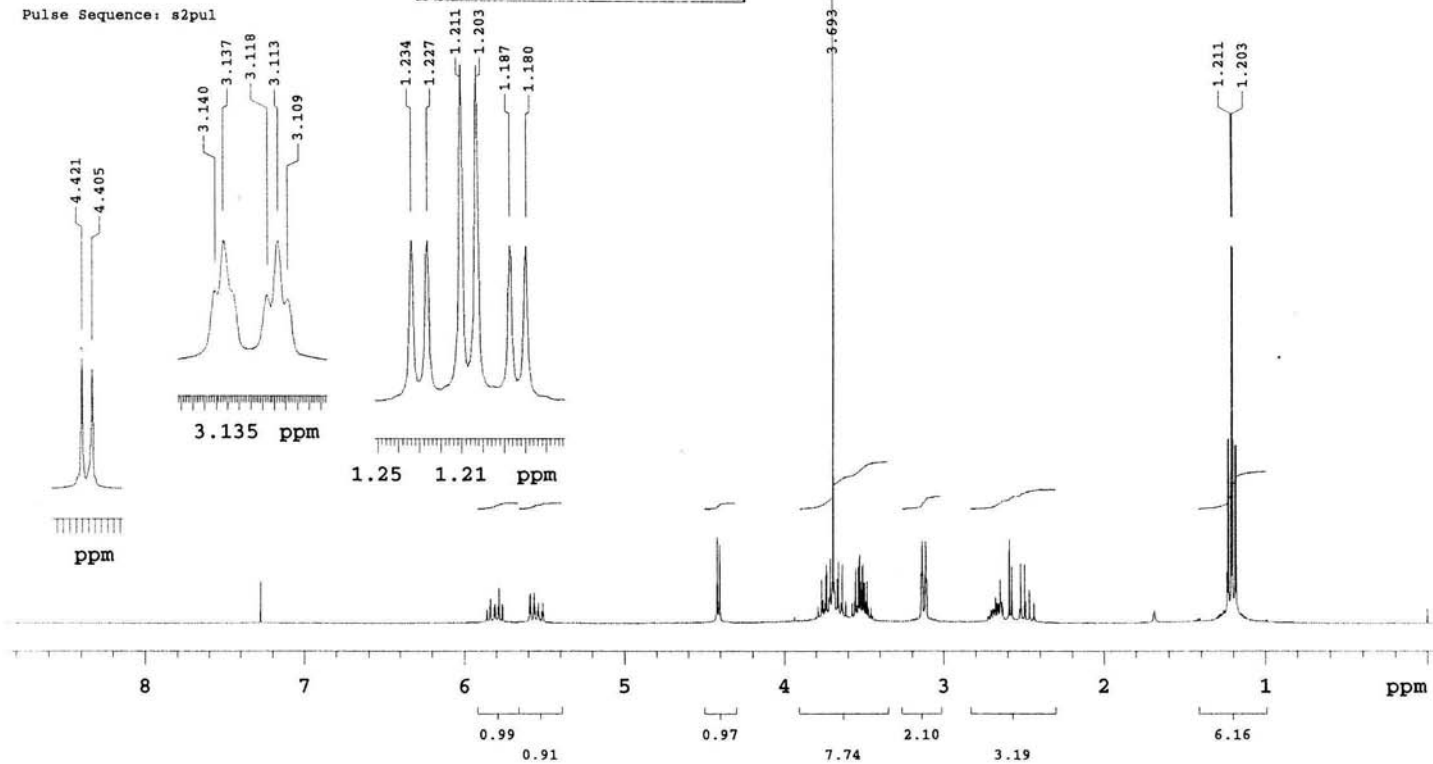 Pulse Sequence: s2pul
4.421
4.405
3.140
3.137
3.118
3.113
3.109
1.234
1.227
1.211
1.203
1.187
1.180
3.693
1.211
1.203
ppm
3.135 ppm
1.25 1.21 ppm
8 7 6 5 4 3 2 1 ppm
0.99 0.97 2.10 6.16
0.91 7.74 3.19